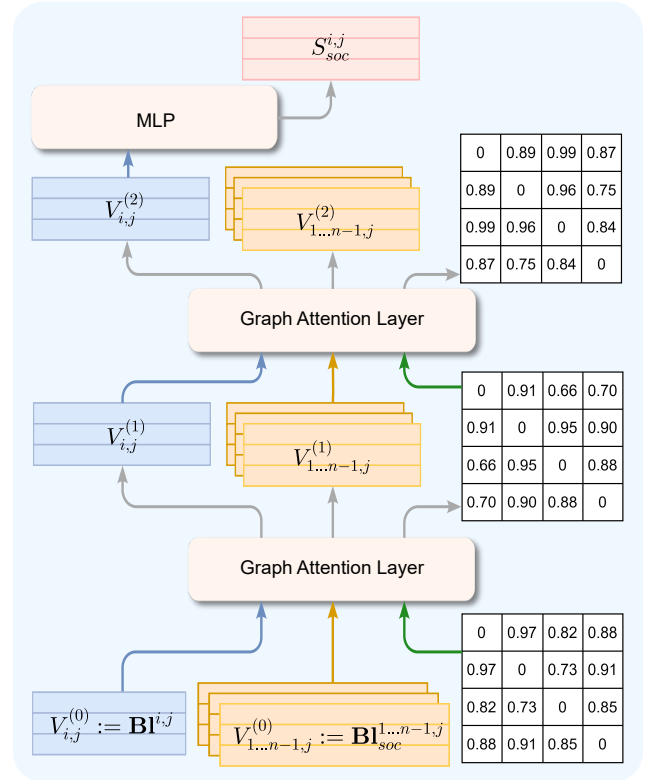 S_{soc}^{i,j}
MLP
V_{i,j}^{(2)}
V_{1...n-1,j}^{(2)}
0 0.89 0.99 0.87
0.89 0 0.96 0.75
0.99 0.96 0 0.84
0.87 0.75 0.84 0
Graph Attention Layer
V_{i,j}^{(1)}
V_{1...n-1,j}^{(1)}
0 0.91 0.66 0.70
0.91 0 0.95 0.90
0.66 0.95 0 0.88
0.70 0.90 0.88 0
Graph Attention Layer
V_{i,j}^{(0)} := Bl^{i,j}
V_{1...n-1,j}^{(0)} := Bl_{soc}^{1...n-1,j}
0 0.97 0.82 0.88
0.97 0 0.73 0.91
0.82 0.73 0 0.85
0.88 0.91 0.85 0